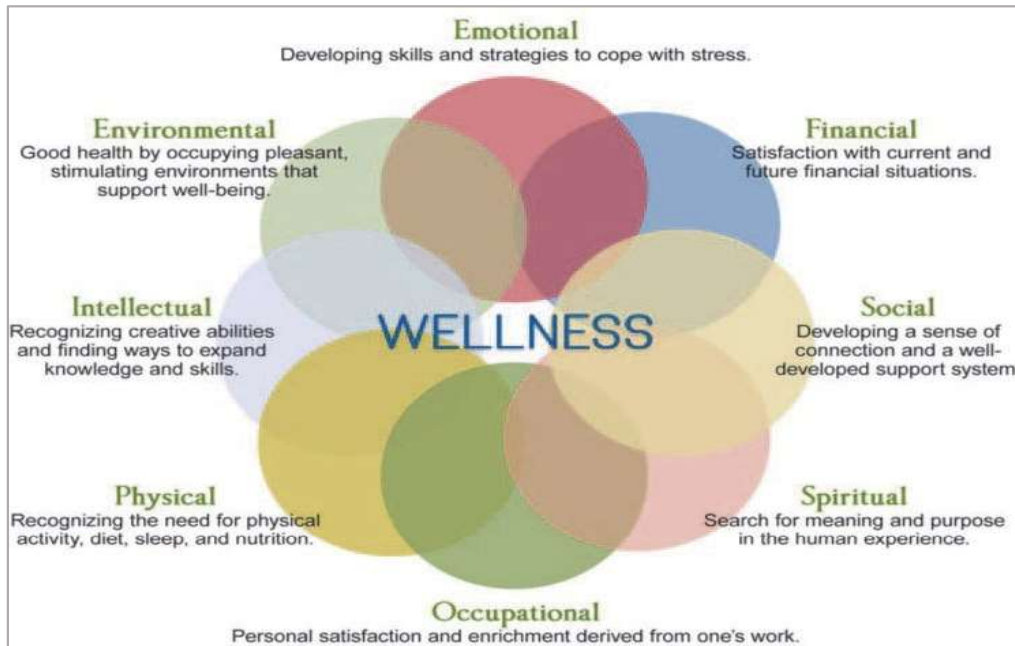 Emotional
Developing skills and strategies to cope with stress.
Environmental
Good health by occupying pleasant,
stimulating environments that
support well-being.
Financial
Satisfaction with current and
future financial situations.
Intellectual
Recognizing creative abilities
and finding ways to expand
knowledge and skills.
WELLNESS
Social
Developing a sense of
connection and a well-
developed support system
Physical
Recognizing the need for physical
activity, diet, sleep, and nutrition.
Spiritual
Search for meaning and purpose
in the human experience.
Occupational
Personal satisfaction and enrichment derived from one's work.